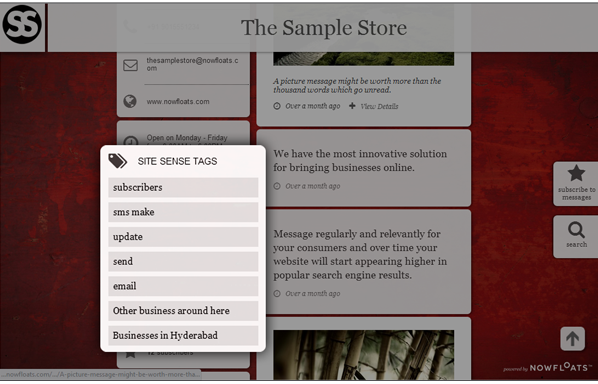 SS
The Sample Store
thesamplestore@nowfloats.c
om
www.nowfloats.com
Open on Monday - Friday
SITE SENSE TAGS
subscribers
sms make
update
send
email
Other business around here
Businesses in Hyderabad
12 subscribers
A picture message might be worth more than the
thousand words which go unread.
Over a month ago
View Details
We have the most innovative solution
for bringing businesses online.
Over a month ago
Message regularly and relevantly for
your consumers and over time your
website will start appearing higher in
popular search engine results.
Over a month ago
subscribe to
messages
search
powered by NOWFLOATS™
...nowfloats.com/.../A-picture-message-might-be-worth-more-tha...